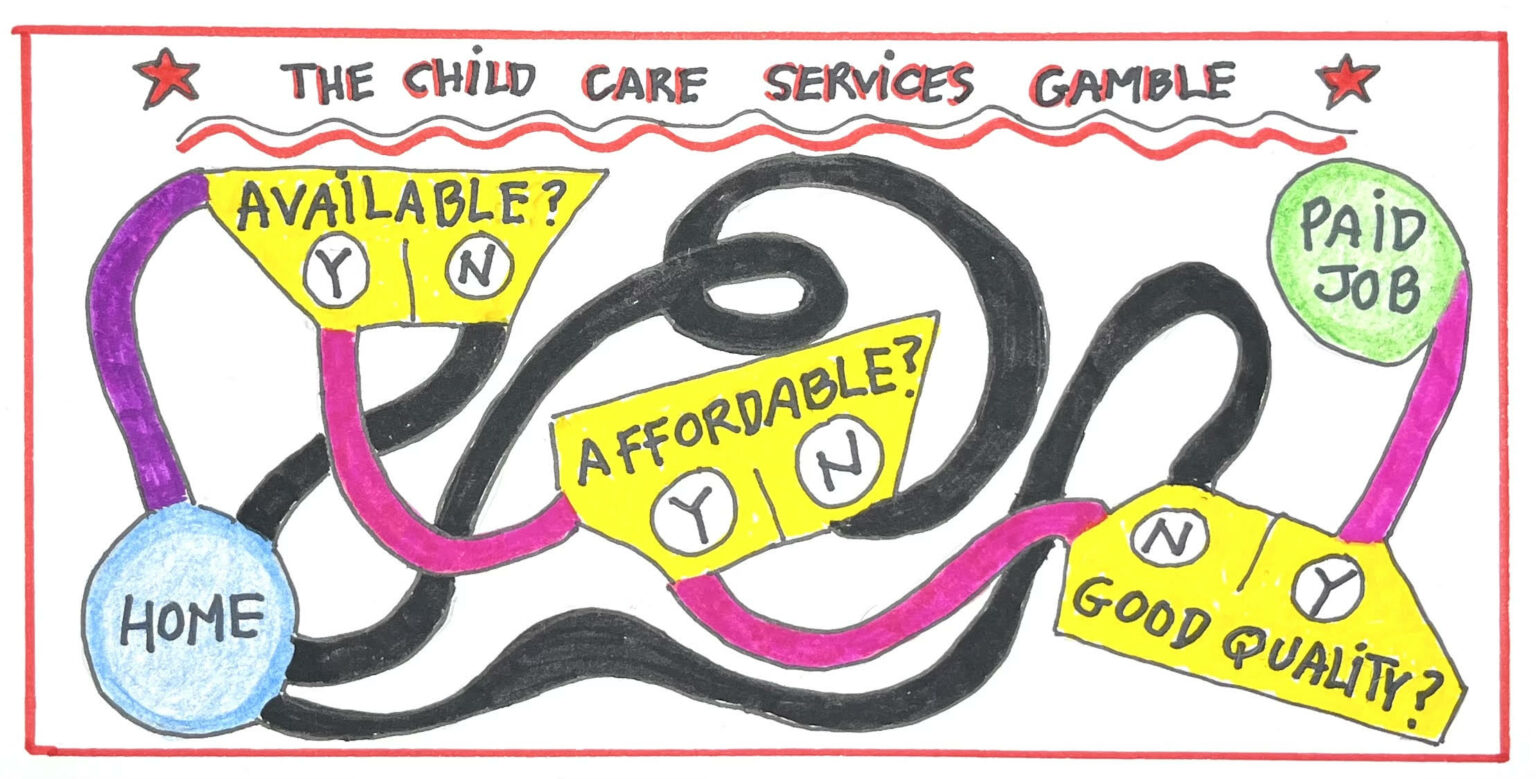 THE CHILD CARE SERVICES GAMBLE
AVAILABLE?
Y N
PAID
JOB
AFFORDABLE?
Y N
N Y
GOOD QUALITY?
HOME